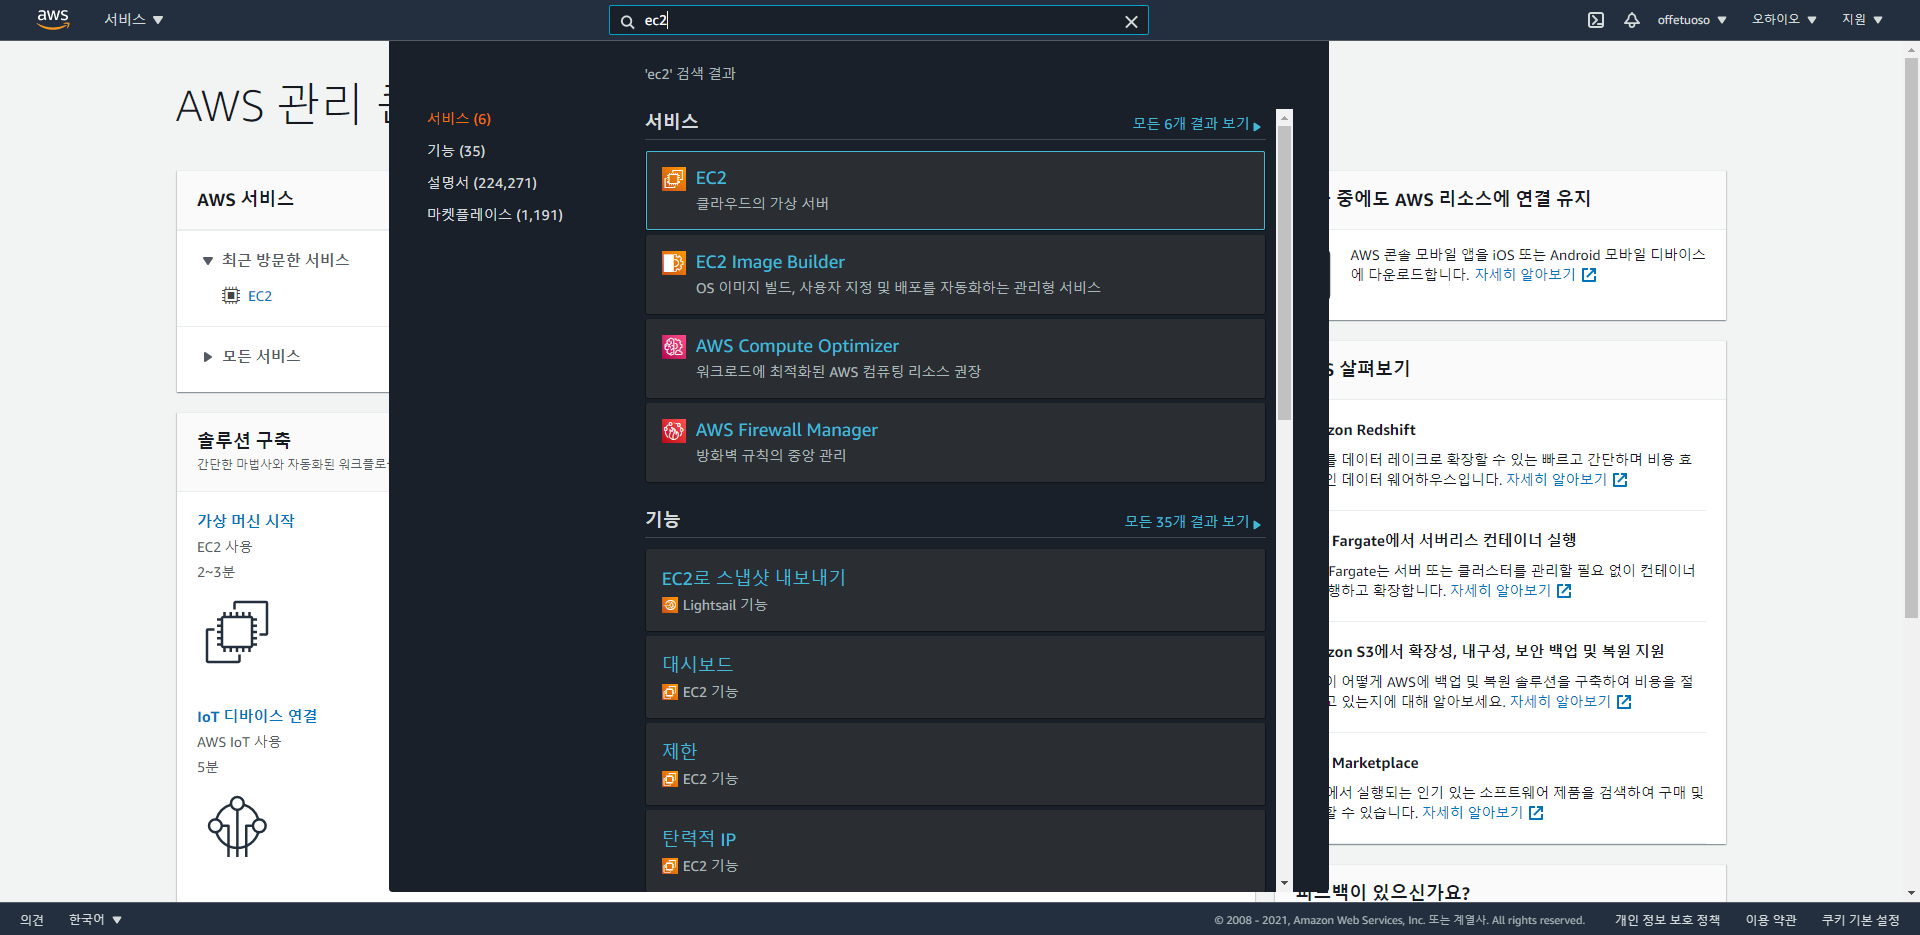 aws
서비스
ec2
offetuoso
오하이오
지원
AWS 관리
AWS 서비스
최근 방문한 서비스
EC2
모든 서비스
솔루션 구축
간단한 마법사와 자동화된 워크플로
가상 머신 시작
EC2 사용
2~3분
IoT 디바이스 연결
AWS IoT 사용
5분
'ec2' 검색 결과
서비스 (6)
기능 (35)
설명서 (224,271)
마켓플레이스 (1,191)
서비스
모든 6개 결과 보기
EC2
클라우드의 가상 서버
EC2 Image Builder
OS 이미지 빌드, 사용자 지정 및 배포를 자동화하는 관리형 서비스
AWS Compute Optimizer
워크로드에 최적화된 AWS 컴퓨팅 리소스 권장
AWS Firewall Manager
방화벽 규칙의 중앙 관리
기능
모든 35개 결과 보기
EC2로 스냅샷 내보내기
Lightsail 기능
대시보드
EC2 기능
제한
EC2 기능
탄력적 IP
EC2 기능
중에도 AWS 리소스에 연결 유지
AWS 콘솔 모바일 앱을 iOS 또는 Android 모바일 디바이스
에 다운로드합니다. 자세히 알아보기
살펴보기
zon Redshift
를 데이터 레이크로 확장할 수 있는 빠르고 간단하며 비용 효
인 데이터 웨어하우스입니다. 자세히 알아보기
Fargate에서 서버리스 컨테이너 실행
Fargate는 서버 또는 클러스터를 관리할 필요 없이 컨테이너
행하고 확장합니다. 자세히 알아보기
zon S3에서 확장성, 내구성, 보안 백업 및 복원 지원
이 어떻게 AWS에 백업 및 복원 솔루션을 구축하여 비용을 절
고 있는지에 대해 알아보세요. 자세히 알아보기
Marketplace
에서 실행되는 인기 있는 소프트웨어 제품을 검색하여 구매 및
할 수 있습니다. 자세히 알아보기
피드백이 있으신가요?
의견
한국어
© 2008 - 2021, Amazon Web Services, Inc. 또는 계열사. All rights reserved.
개인 정보 보호 정책
이용 약관
쿠키 기본 설정